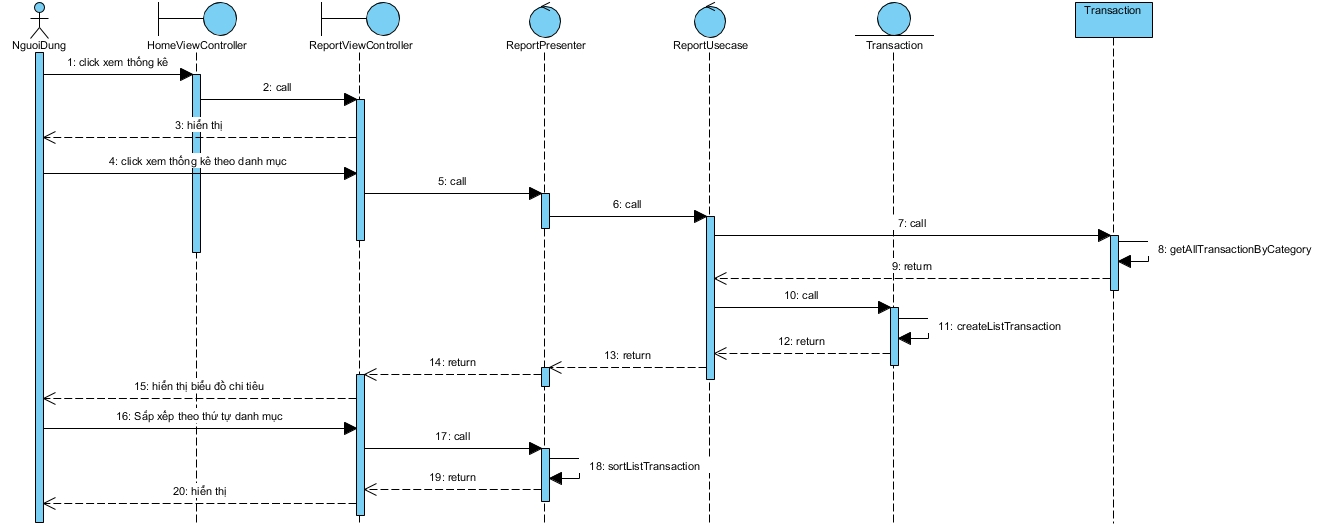 Transaction
NguoiDung
HomeViewController
ReportViewController
ReportPresenter
ReportUsecase
Transaction
1: click xem thống kê
2: call
3: hiển thị
4: click xem thống kê theo danh mục
5: call
6: call
7: call
8: getAllTransactionByCategory
9: return
10: call
11: createListTransaction
12: return
13: return
14: return
15: hiển thị biểu đồ chi tiêu
16: Sắp xếp theo thứ tự danh mục
17: call
18: sortListTransaction
19: return
20: hiển thị